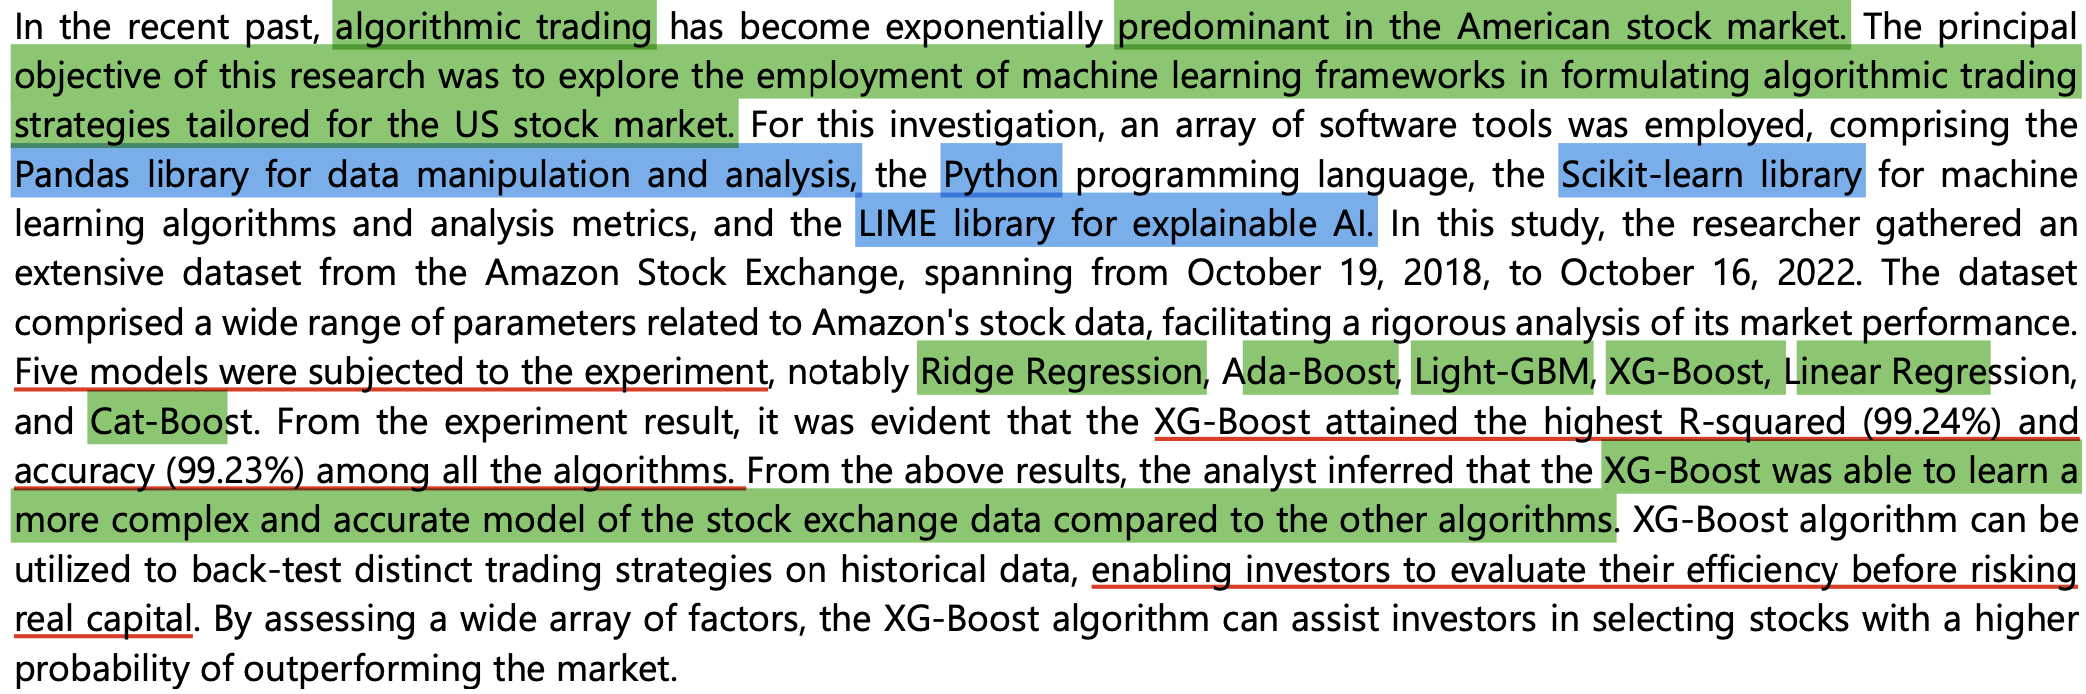 In the recent past, algorithmic trading has become exponentially predominant in the American stock market. The principal
objective of this research was to explore the employment of machine learning frameworks in formulating algorithmic trading
strategies tailored for the US stock market. For this investigation, an array of software tools was employed, comprising the
Pandas library for data manipulation and analysis, the Python programming language, the Scikit-learn library for machine
learning algorithms and analysis metrics, and the LIME library for explainable AI. In this study, the researcher gathered an
extensive dataset from the Amazon Stock Exchange, spanning from October 19, 2018, to October 16, 2022. The dataset
comprised a wide range of parameters related to Amazon's stock data, facilitating a rigorous analysis of its market performance.
Five models were subjected to the experiment, notably Ridge Regression, Ada-Boost, Light-GBM, XG-Boost, Linear Regression,
and Cat-Boost. From the experiment result, it was evident that the XG-Boost attained the highest R-squared (99.24%) and
accuracy (99.23%) among all the algorithms. From the above results, the analyst inferred that the XG-Boost was able to learn a
more complex and accurate model of the stock exchange data compared to the other algorithms. XG-Boost algorithm can be
utilized to back-test distinct trading strategies on historical data, enabling investors to evaluate their efficiency before risking
real capital. By assessing a wide array of factors, the XG-Boost algorithm can assist investors in selecting stocks with a higher
probability of outperforming the market.